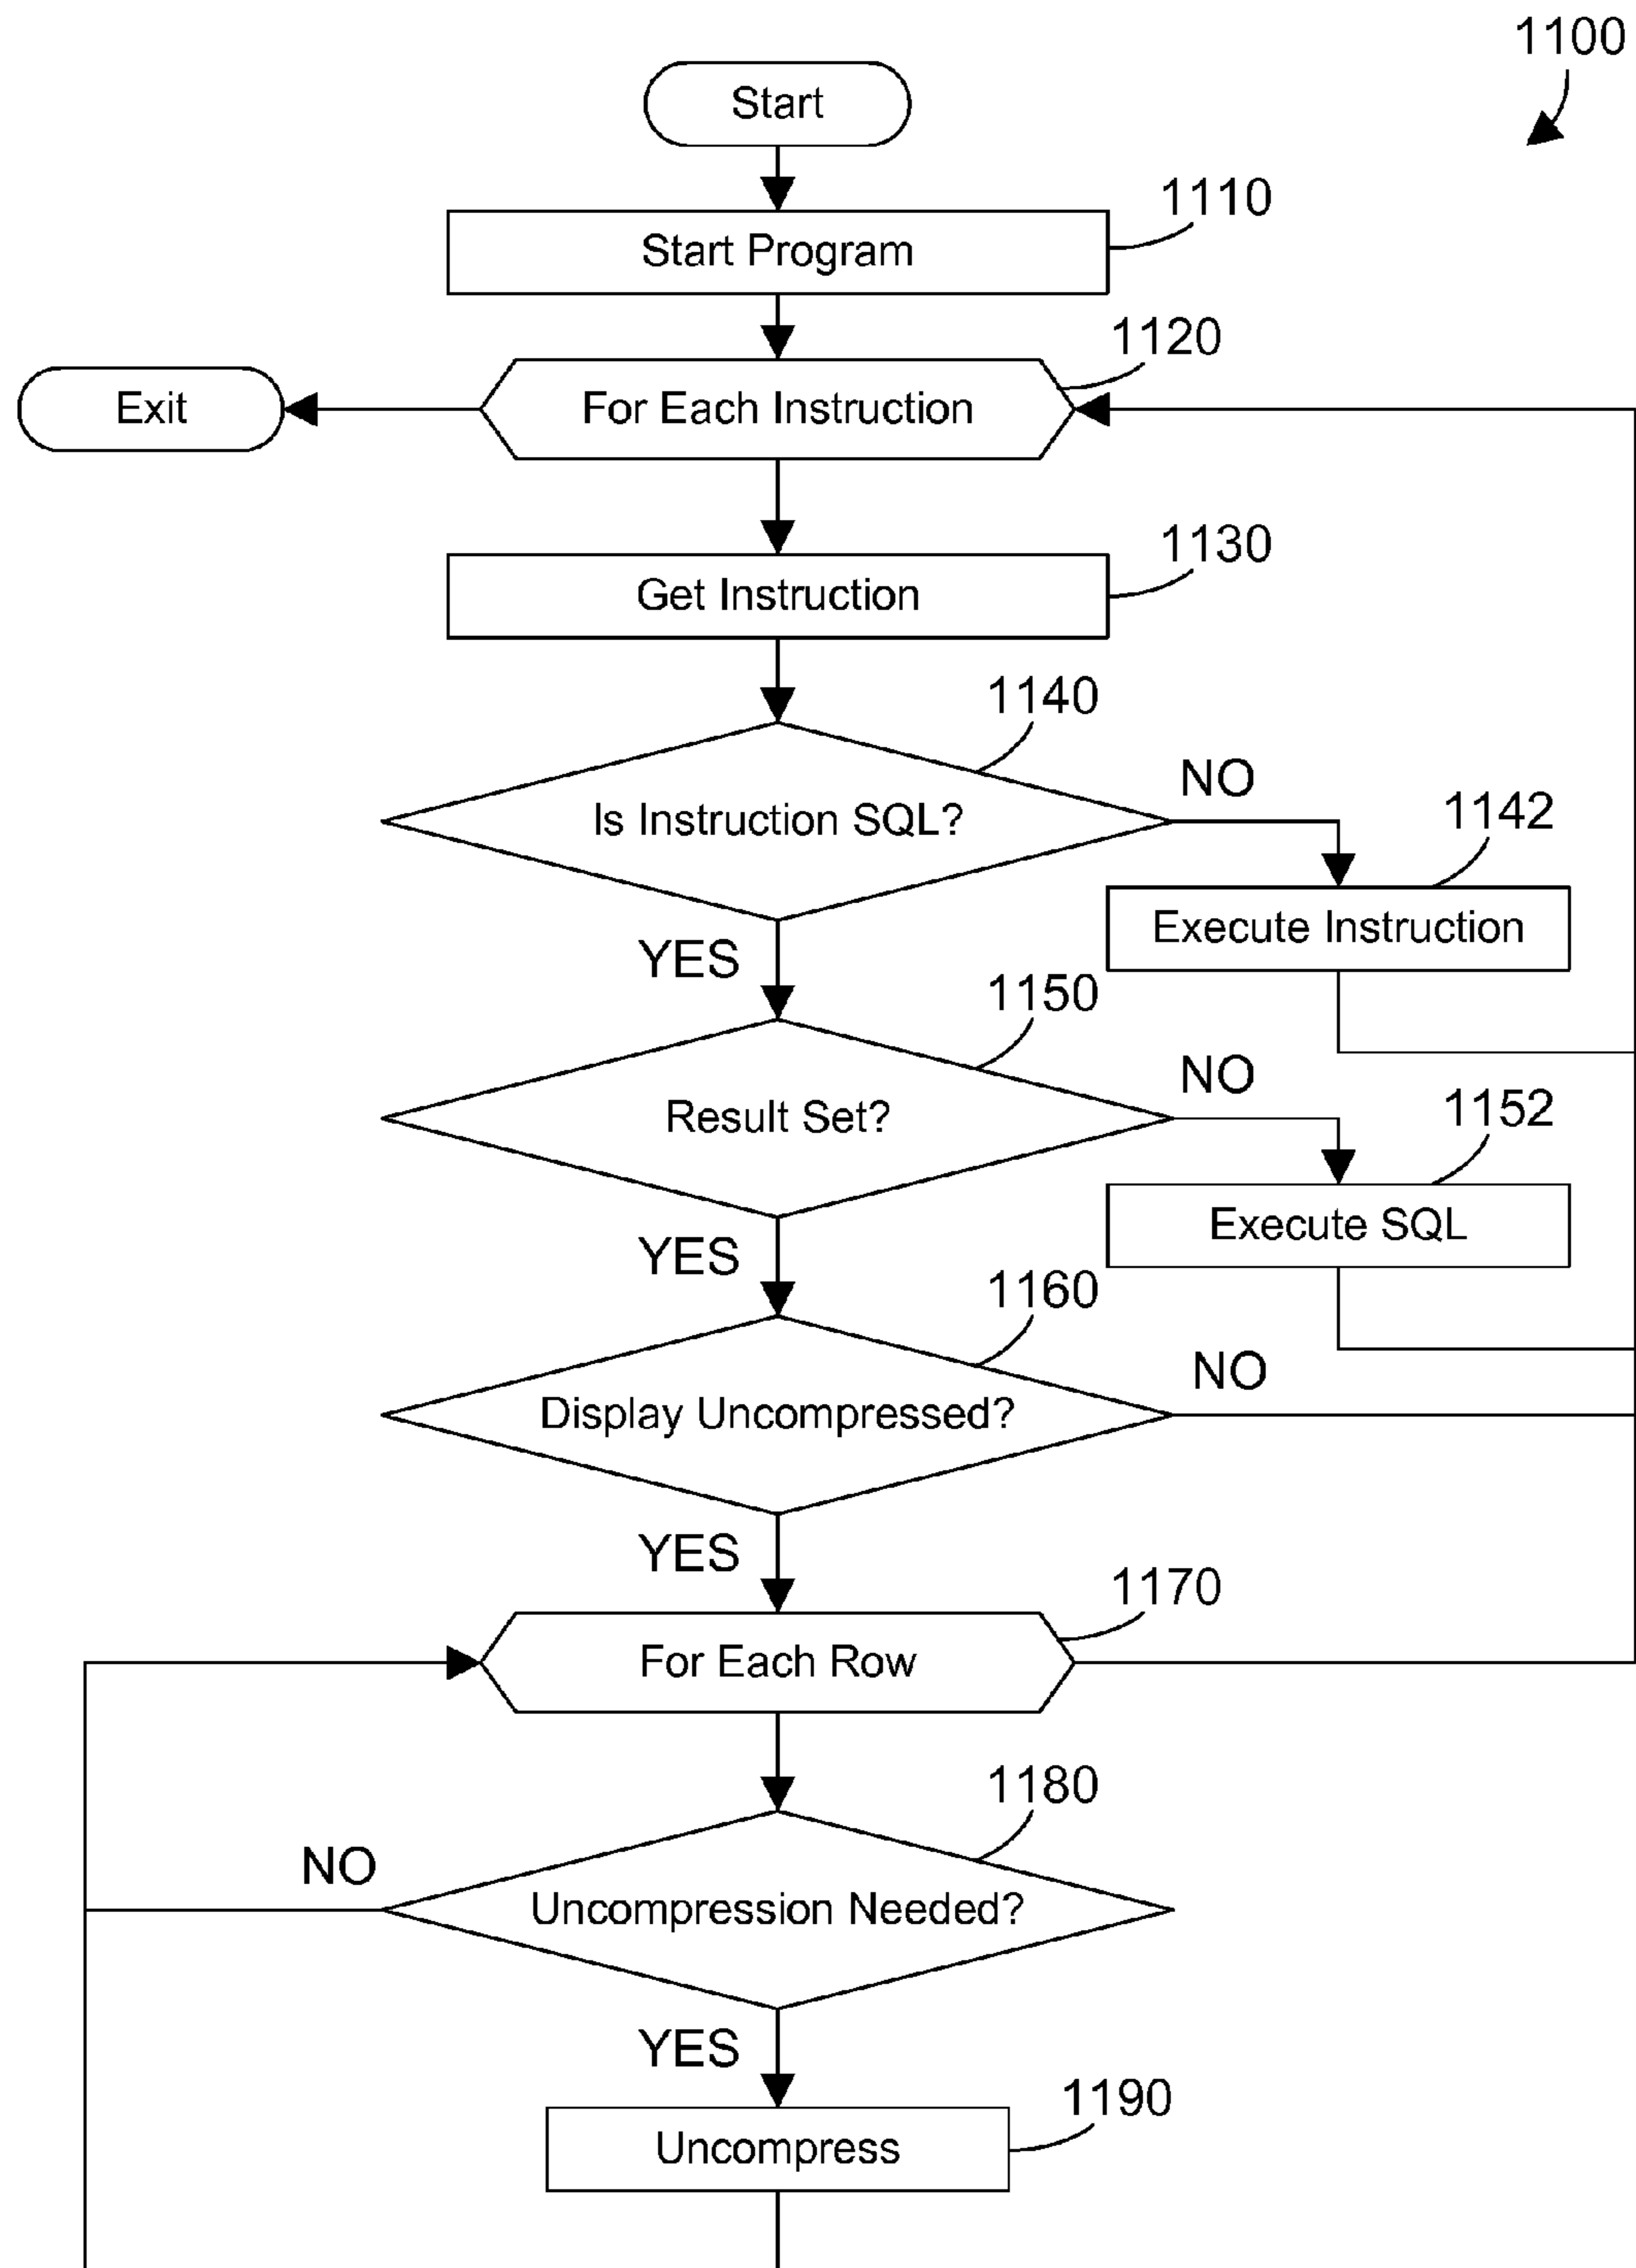 1100
Start
1110
Start Program
1120
Exit
For Each Instruction
1130
Get Instruction
1140
NO
Is Instruction SQL?
1142
Execute Instruction
YES
1150
NO
Result Set?
1152
Execute SQL
YES
1160
NO
Display Uncompressed?
YES
1170
For Each Row
1180
NO
Uncompression Needed?
YES
1190
Uncompress